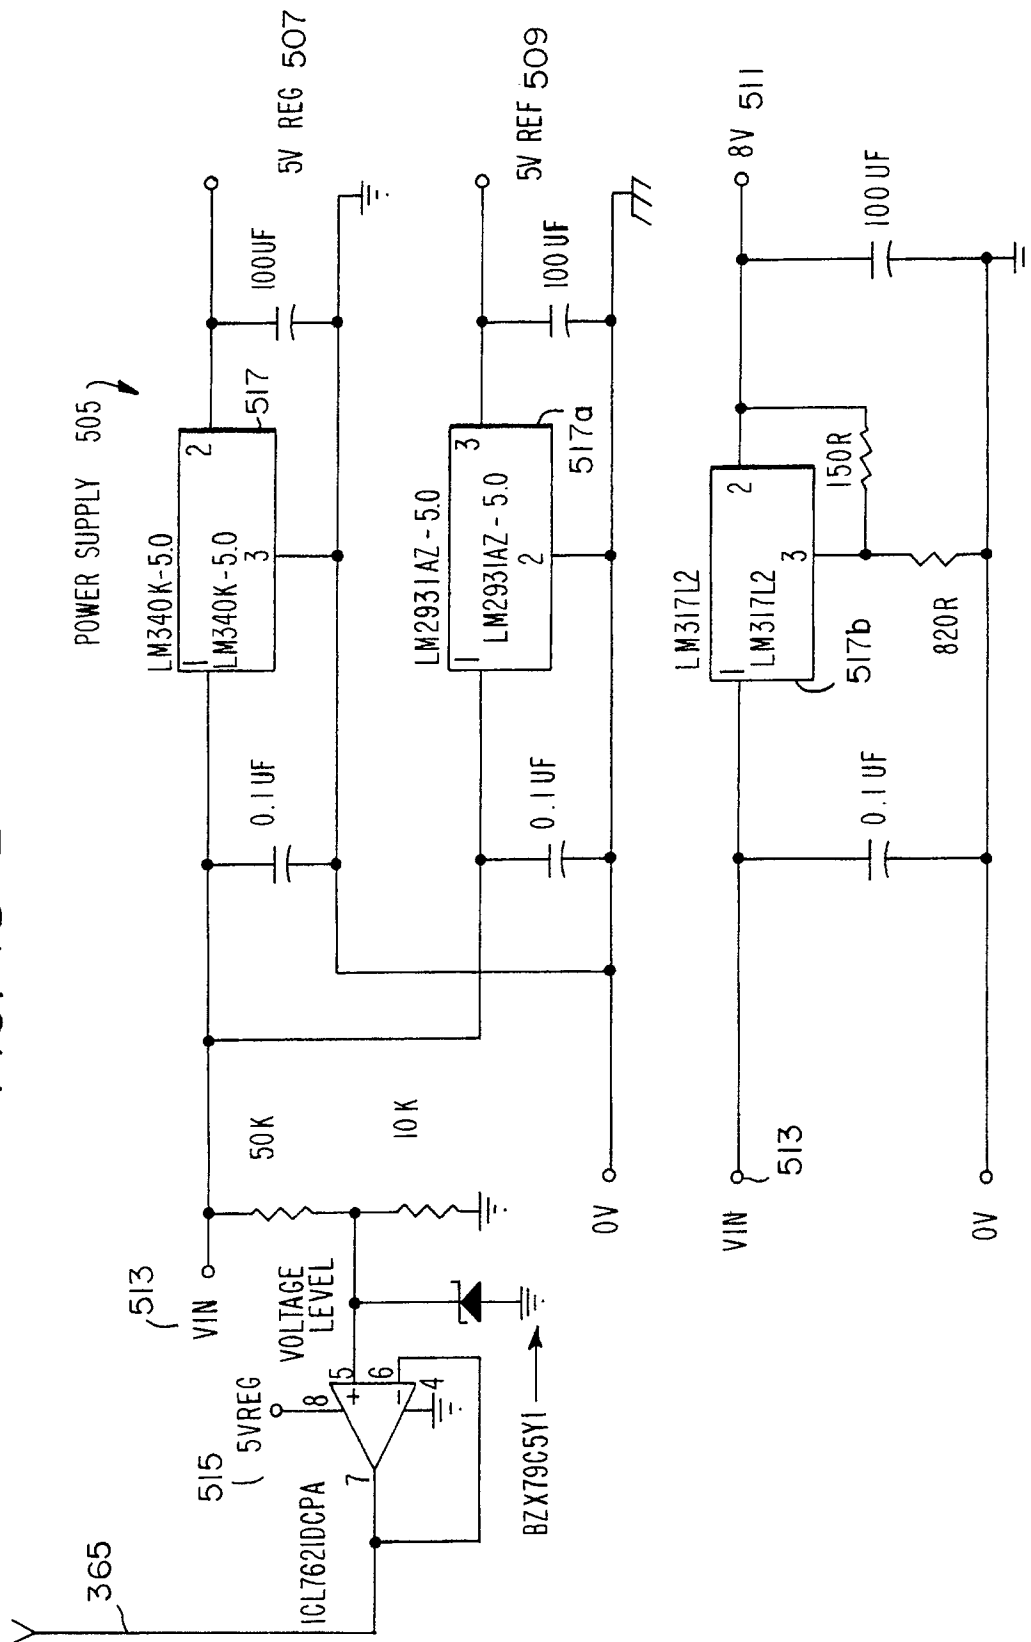 POWER SUPPLY 505
LM340K-5.0
LM340K-5.0
1
2
3
517
0.1UF
100UF
5V REG 507
LM2931AZ-5.0
LM2931AZ-5.0
1
3
2
517a
0.1UF
100UF
5V REF 509
LM317L2
LM317L2
1
2
3
517b
150R
820R
0.1UF
100UF
8V 511
513
VIN
50K
10K
0V
VIN
513
0V
VOLTAGE
LEVEL
515
5VREG
8
5
+
6
-
4
7
ICL7621DCPA
BZX79C5Y1
365